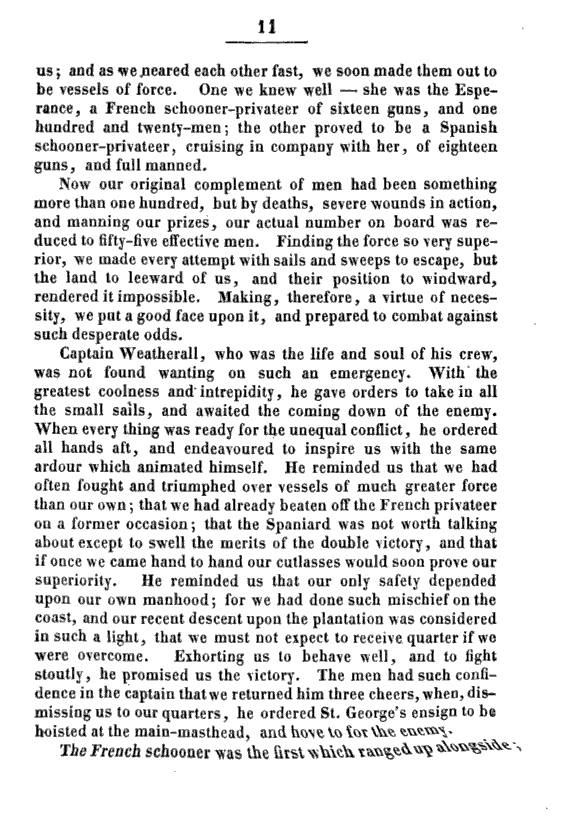 11
us; and as we neared each other fast, we soon made them out to
be vessels of force. One we knew well — she was the Espe-
rance, a French schooner-privateer of sixteen guns, and one
hundred and twenty-men; the other proved to be a Spanish
schooner-privateer, cruising in company with her, of eighteen
guns, and full manned.
Now our original complement of men had been something
more than one hundred, but by deaths, severe wounds in action,
and manning our prizes, our actual number on board was re-
duced to fifty-five effective men. Finding the force so very supe-
rior, we made every attempt with sails and sweeps to escape, but
the land to leeward of us, and their position to windward,
rendered it impossible. Making, therefore, a virtue of neces-
sity, we put a good face upon it, and prepared to combat against
such desperate odds.
Captain Weatherall, who was the life and soul of his crew,
was not found wanting on such an emergency. With the
greatest coolness and intrepidity, he gave orders to take in all
the small sails, and awaited the coming down of the enemy.
When every thing was ready for the unequal conflict, he ordered
all hands aft, and endeavoured to inspire us with the same
ardour which animated himself. He reminded us that we had
often fought and triumphed over vessels of much greater force
than our own; that we had already beaten off the French privateer
on a former occasion; that the Spaniard was not worth talking
about except to swell the merits of the double victory, and that
if once we came hand to hand our cutlasses would soon prove our
superiority. He reminded us that our only safety depended
upon our own manhood; for we had done such mischief on the
coast, and our recent descent upon the plantation was considered
in such a light, that we must not expect to receive quarter if we
were overcome. Exhorting us to behave well, and to fight
stoutly, he promised us the victory. The men had such confi-
dence in the captain that we returned him three cheers, when, dis-
missing us to our quarters, he ordered St. George's ensign to be
hoisted at the main-masthead, and hove to for the enemy.
The French schooner was the first which ranged up alongside;